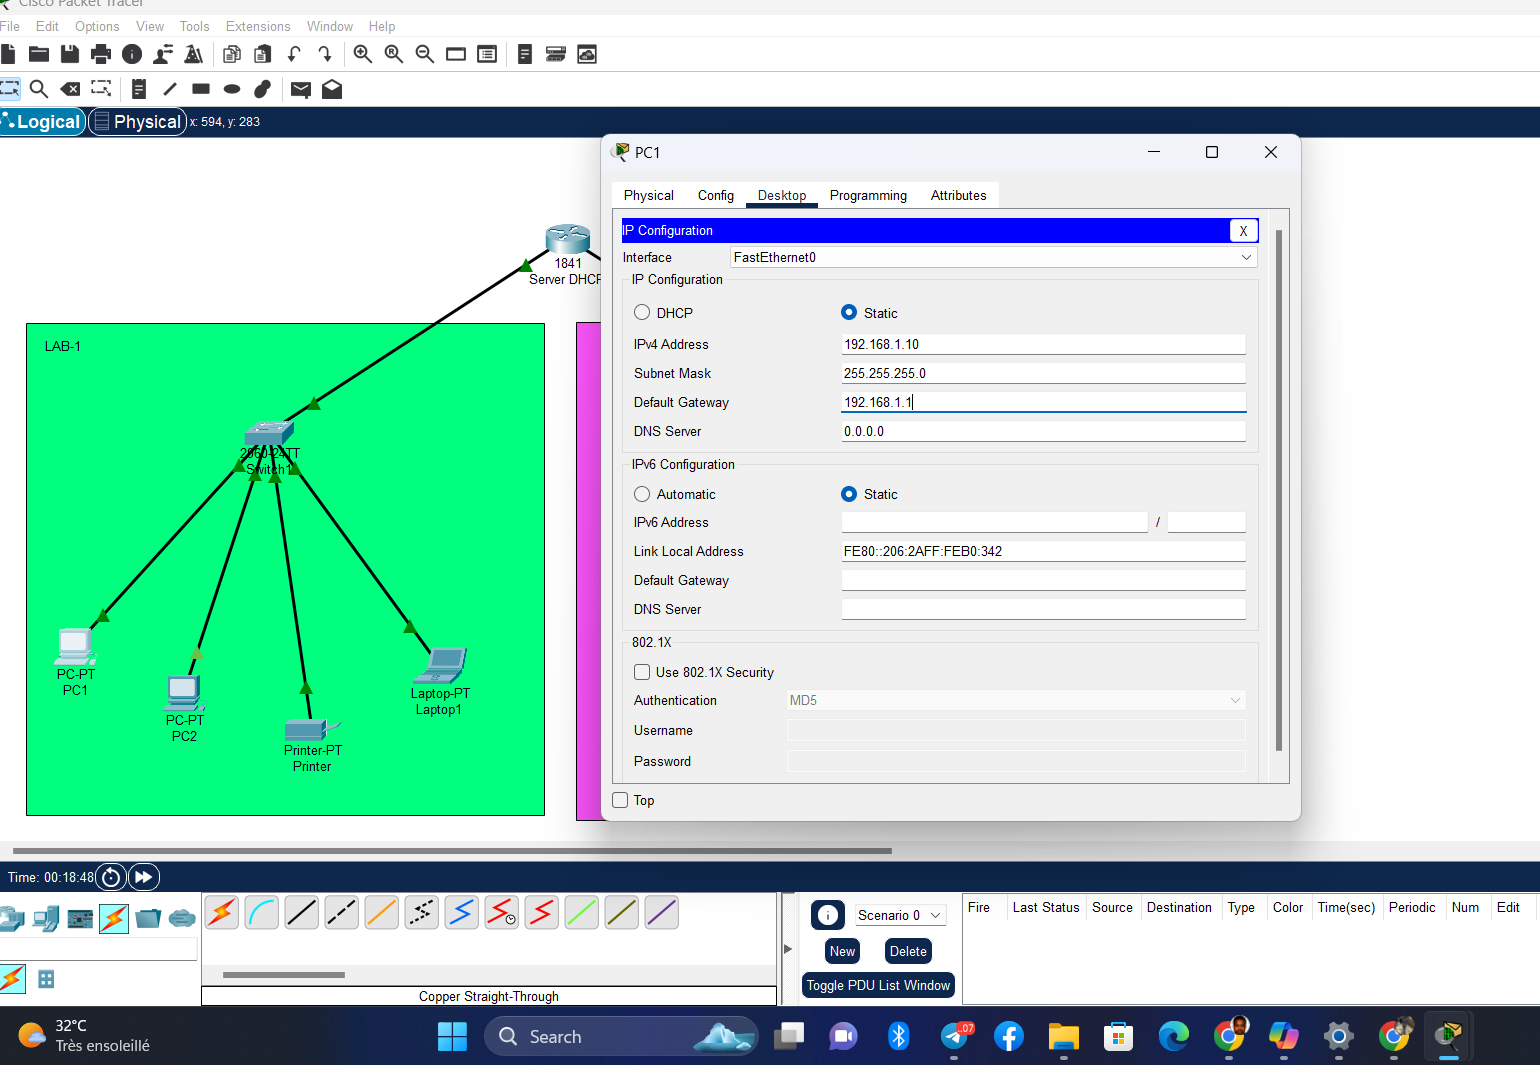 Cisco Packet Tracer
File Edit Options View Tools Extensions Window Help
Logical Physical x: 594, y: 283
1841
Server DHCP
LAB-1
2960-24TT
Switch1
PC-PT
PC1
PC-PT
PC2
Printer-PT
Printer
Laptop-PT
Laptop1
PC1
Physical Config Desktop Programming Attributes
IP Configuration X
Interface FastEthernet0
IP Configuration
DHCP Static
IPv4 Address 192.168.1.10
Subnet Mask 255.255.255.0
Default Gateway 192.168.1.1
DNS Server 0.0.0.0
IPv6 Configuration
Automatic Static
IPv6 Address /
Link Local Address FE80::206:2AFF:FEB0:342
Default Gateway
DNS Server
802.1X
Use 802.1X Security
Authentication MD5
Username
Password
Top
Time: 00:18:48
Copper Straight-Through
Scenario 0
New Delete
Toggle PDU List Window
Fire Last Status Source Destination Type Color Time(sec) Periodic Num Edit
32°C
Très ensoleillé
Search
..07